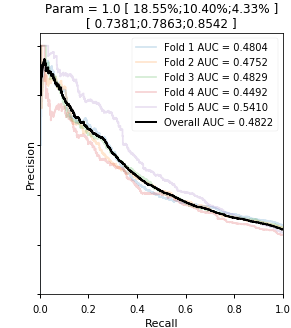 Param = 1.0 [ 18.55%;10.40%;4.33% ]
[ 0.7381;0.7863;0.8542 ]
Fold 1 AUC = 0.4804
Fold 2 AUC = 0.4752
Fold 3 AUC = 0.4829
Fold 4 AUC = 0.4492
Fold 5 AUC = 0.5410
Overall AUC = 0.4822
Precision
0.0 0.2 0.4 0.6 0.8 1.0
Recall